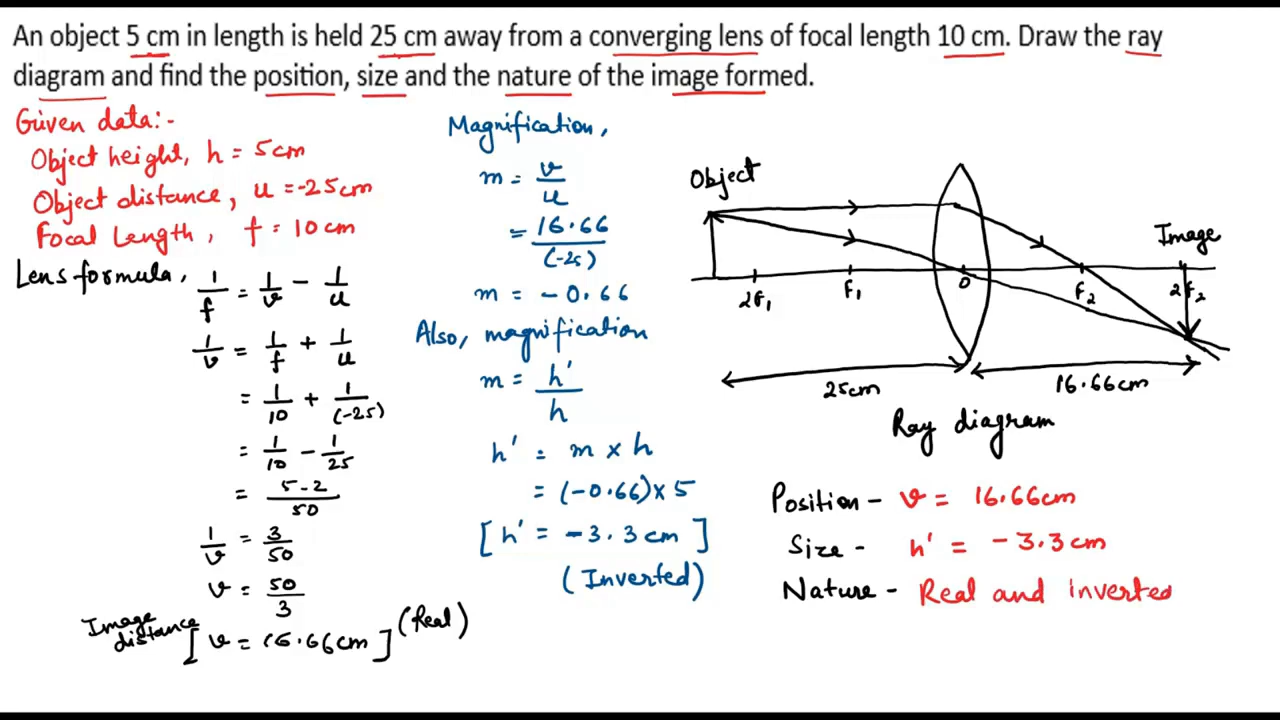 An object 5 cm in length is held 25 cm away from a converging lens of focal length 10 cm. Draw the ray
diagram and find the position, size and the nature of the image formed.
Given data:-
Object height, h = 5cm
Object distance, u = -25cm
Focal Length, f = 10cm
Lens formula, 1/f = 1/v - 1/u
1/v = 1/f + 1/u
= 1/10 + 1/(-25)
= 1/10 - 1/25
= 5-2/50
1/v = 3/50
v = 50/3
Image distance [v = 16.66cm] (Real)
Magnification,
m = v/u
= 16.66/(-25)
m = -0.66
Also, magnification
m = h'/h
h' = m x h
= (-0.66) x 5
[h' = -3.3cm]
(Inverted)
Object
Image
2F₁ F₁ O F₂ 2F₂
25cm 16.66cm
Ray diagram
Position - v = 16.66cm
Size - h' = -3.3cm
Nature - Real and inverted